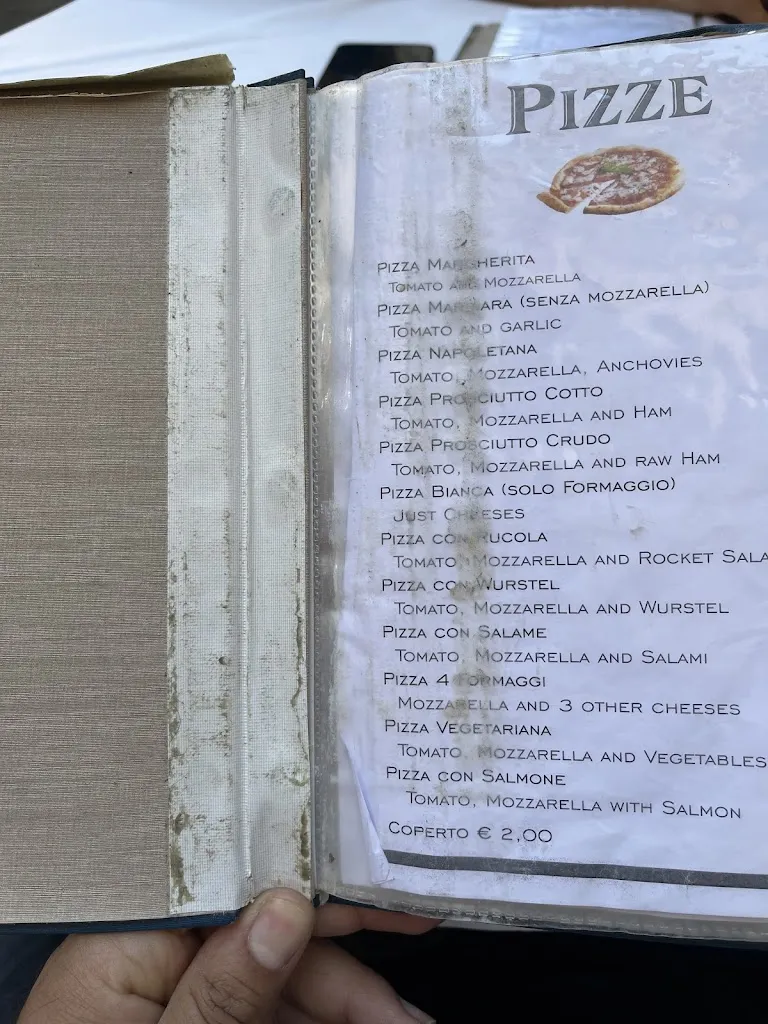 PIZZE
PIZZA MARGHERITA
TOMATO AND MOZZARELLA
PIZZA MARINARA (SENZA MOZZARELLA)
TOMATO AND GARLIC
PIZZA NAPOLETANA
TOMATO, MOZZARELLA, ANCHOVIES
PIZZA PROSCIUTTO COTTO
TOMATO, MOZZARELLA AND HAM
PIZZA PROSCIUTTO CRUDO
TOMATO, MOZZARELLA AND RAW HAM
PIZZA BIANCA (SOLO FORMAGGIO)
JUST CHEESES
PIZZA CON RUCOLA
TOMATO, MOZZARELLA AND ROCKET SALA
PIZZA CON WURSTEL
TOMATO, MOZZARELLA AND WURSTEL
PIZZA CON SALAME
TOMATO, MOZZARELLA AND SALAMI
PIZZA 4 FORMAGGI
MOZZARELLA AND 3 OTHER CHEESES
PIZZA VEGETARIANA
TOMATO, MOZZARELLA AND VEGETABLES
PIZZA CON SALMONE
TOMATO, MOZZARELLA WITH SALMON
COPERTO € 2,00